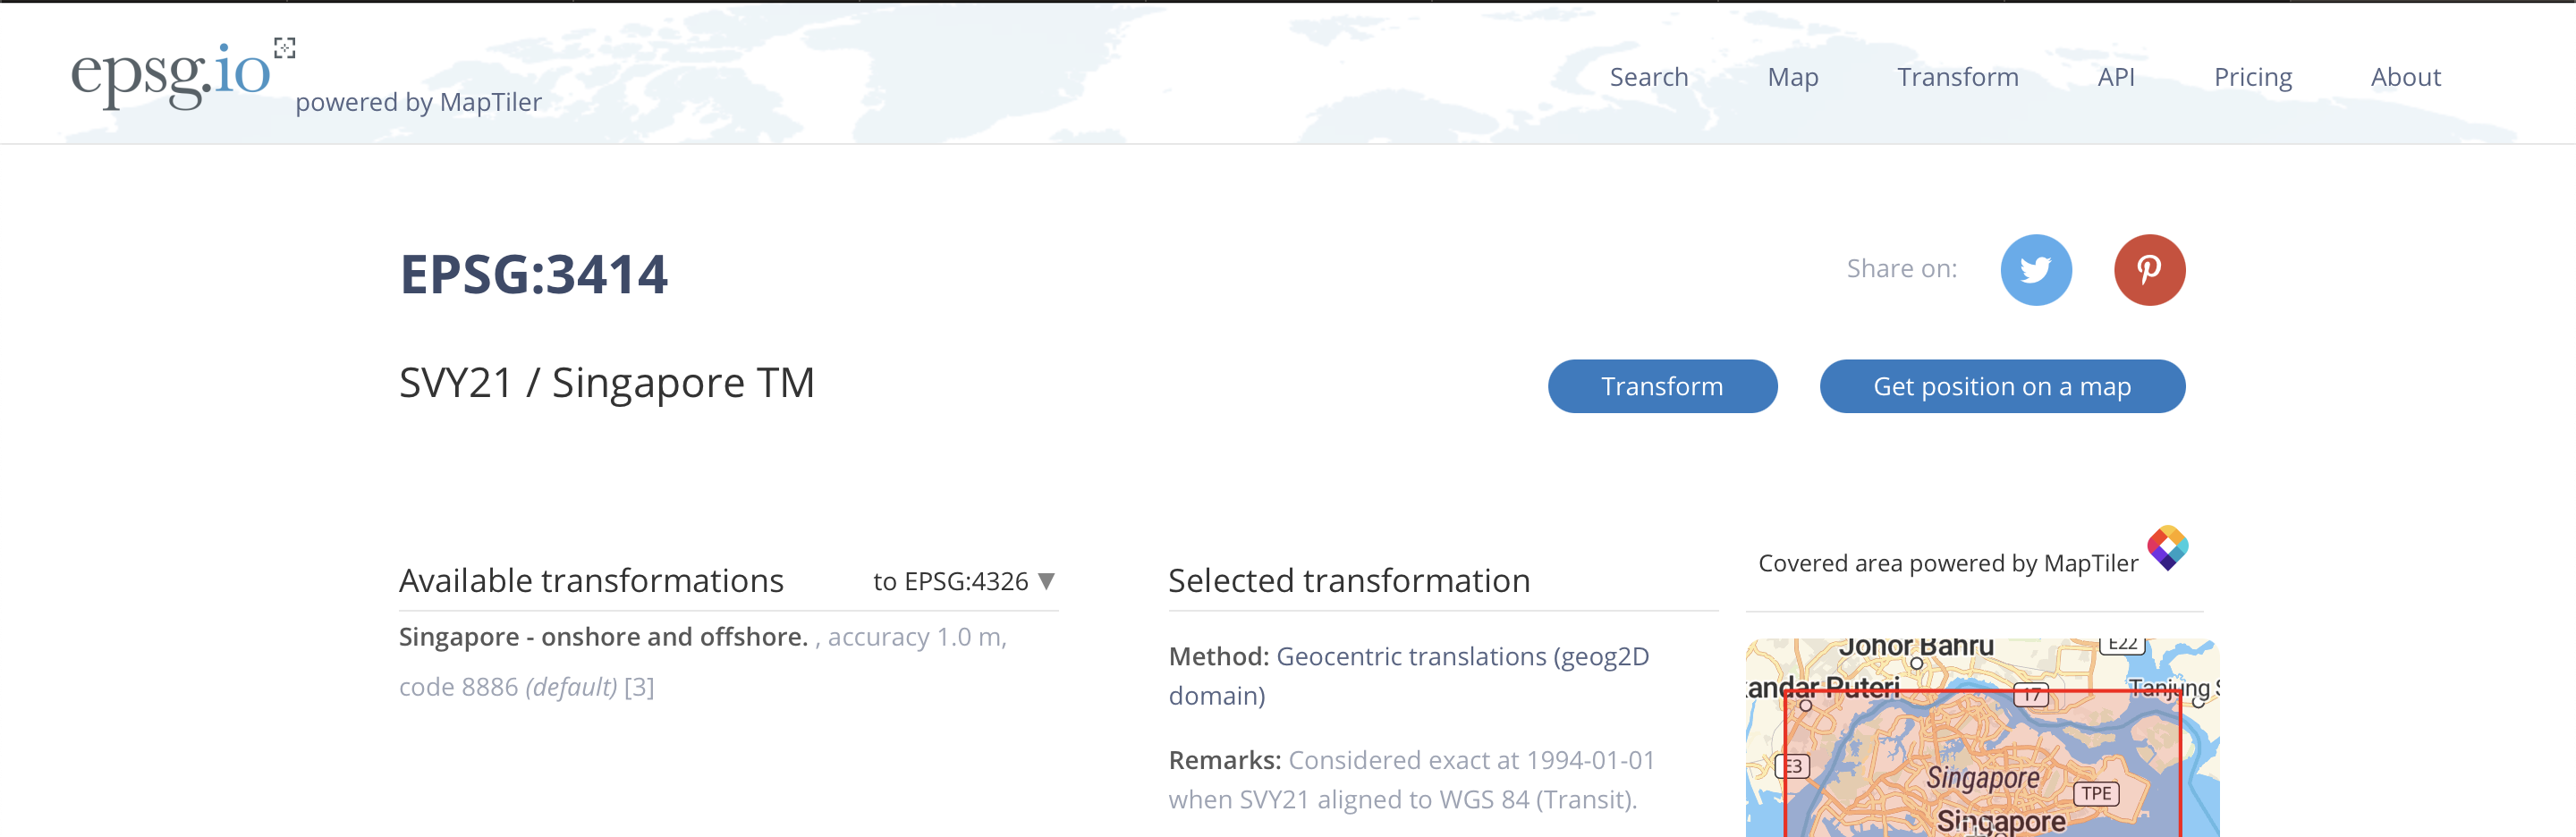 epsg.io
powered by MapTiler
Search Map Transform API Pricing About
EPSG:3414
Share on:
SVY21 / Singapore TM
Transform
Get position on a map
Available transformations to EPSG:4326 ▼
Singapore - onshore and offshore. , accuracy 1.0 m,
code 8886 (default) [3]
Selected transformation
Method: Geocentric translations (geog2D
domain)
Remarks: Considered exact at 1994-01-01
when SVY21 aligned to WGS 84 (Transit).
Covered area powered by MapTiler
Johor Bahru
E22
Puteri
17
Tanjung
E3
Singapore
TPE
Singapore